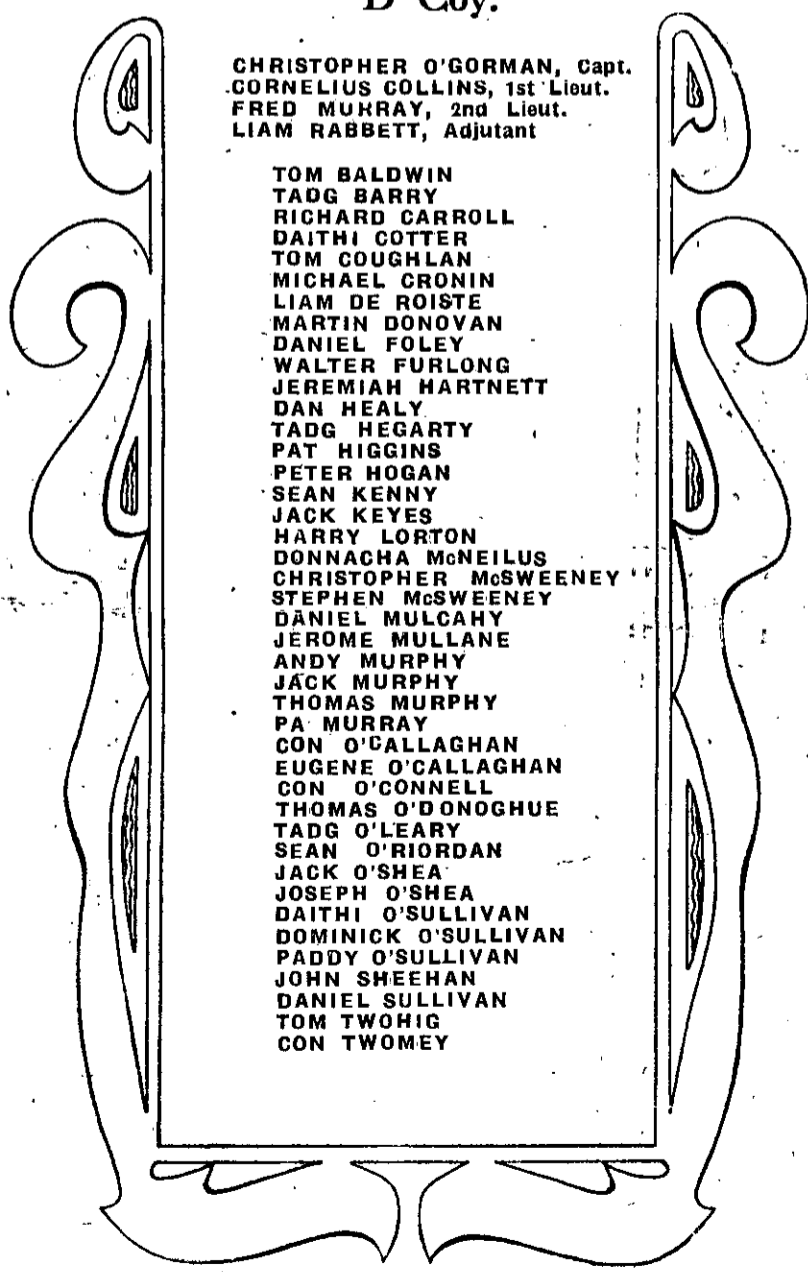 D Coy.
CHRISTOPHER O'GORMAN, Capt.
CORNELIUS COLLINS, 1st Lieut.
FRED MURRAY, 2nd Lieut.
LIAM RABBETT, Adjutant
TOM BALDWIN
TADG BARRY
RICHARD CARROLL
DAITHI COTTER
TOM COUGHLAN
MICHAEL CRONIN
LIAM DE ROISTE
MARTIN DONOVAN
DANIEL FOLEY
WALTER FURLONG
JEREMIAH HARTNETT
DAN HEALY
TADG HEGARTY
PAT HIGGINS
PETER HOGAN
SEAN KENNY
JACK KEYES
HARRY LORTON
DONNACHA McNEILUS
CHRISTOPHER McSWEENEY
STEPHEN McSWEENEY
DANIEL MULCAHY
JEROME MULLANE
ANDY MURPHY
JACK MURPHY
THOMAS MURPHY
PA MURRAY
CON O'CALLAGHAN
EUGENE O'CALLAGHAN
CON O'CONNELL
THOMAS O'DONOGHUE
TADG O'LEARY
SEAN O'RIORDAN
JACK O'SHEA
JOSEPH O'SHEA
DAITHI O'SULLIVAN
DOMINICK O'SULLIVAN
PADDY O'SULLIVAN
JOHN SHEEHAN
DANIEL SULLIVAN
TOM TWOHIG
CON TWOMEY